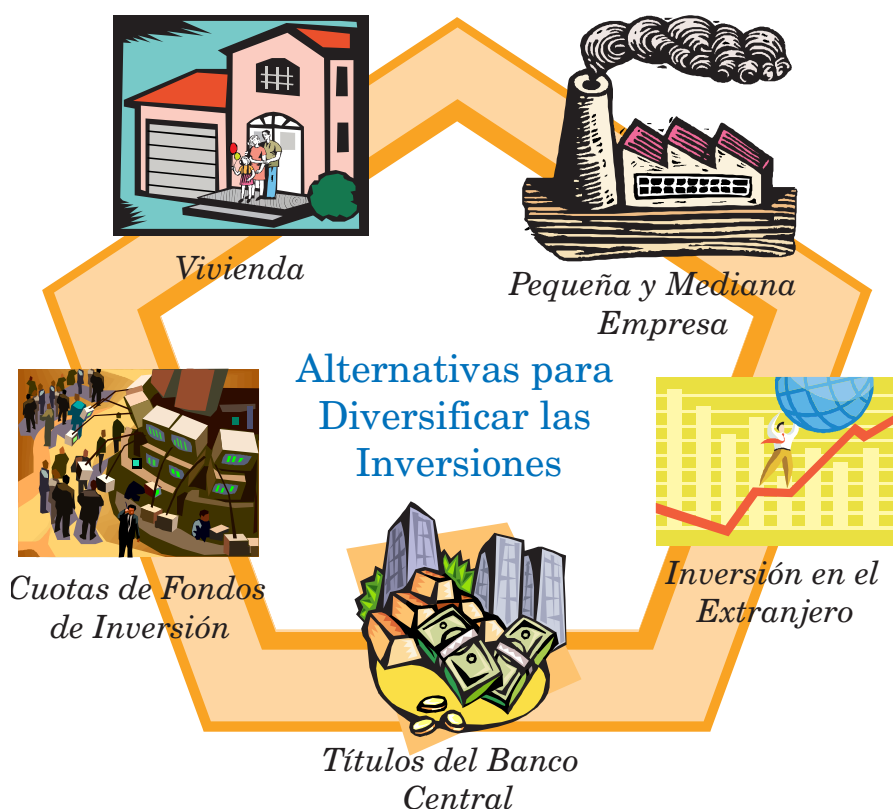 Vivienda
Pequeña y Mediana
Empresa
Alternativas para
Diversificar las
Inversiones
Cuotas de Fondos
de Inversión
Inversión en el
Extranjero
Títulos del Banco
Central